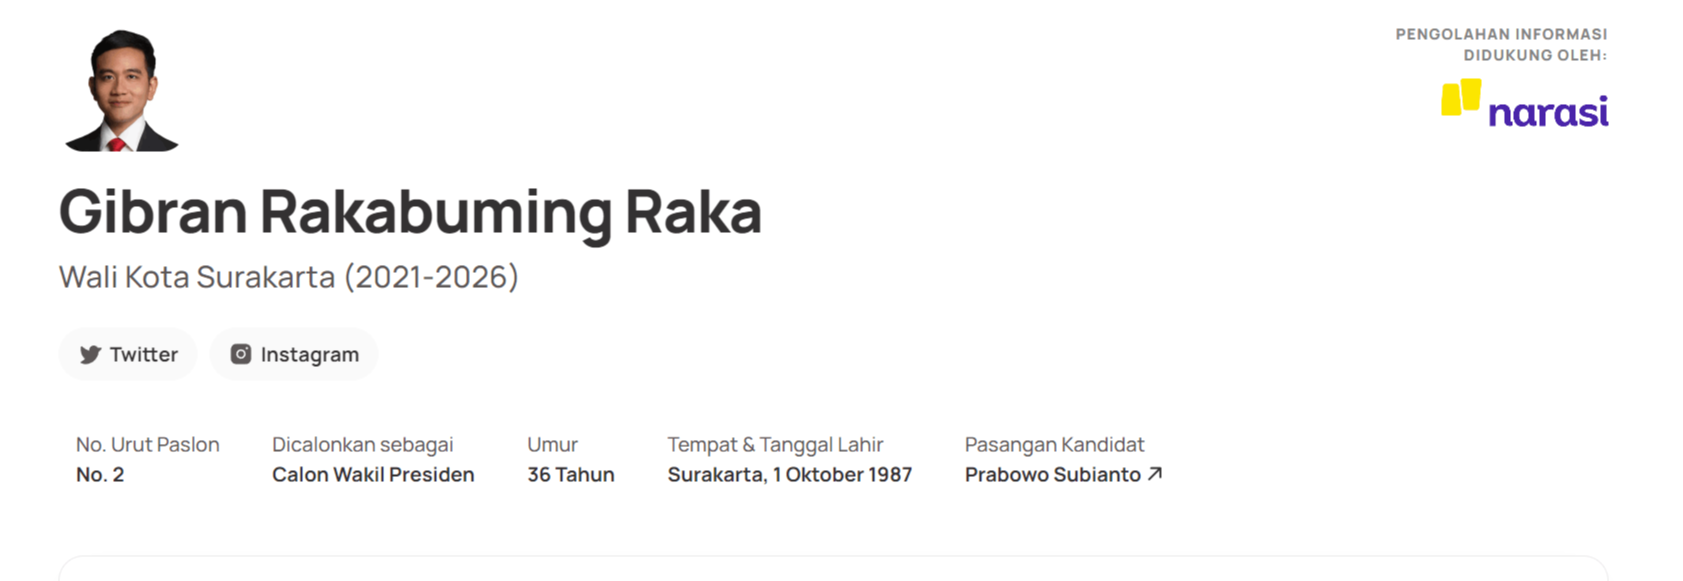 PENGOLAHAN INFORMASI
DIDUKUNG OLEH:
narasi
Gibran Rakabuming Raka
Wali Kota Surakarta (2021-2026)
Twitter
Instagram
No. Urut Paslon
No. 2
Dicalonkan sebagai
Calon Wakil Presiden
Umur
36 Tahun
Tempat & Tanggal Lahir
Surakarta, 1 Oktober 1987
Pasangan Kandidat
Prabowo Subianto ↗